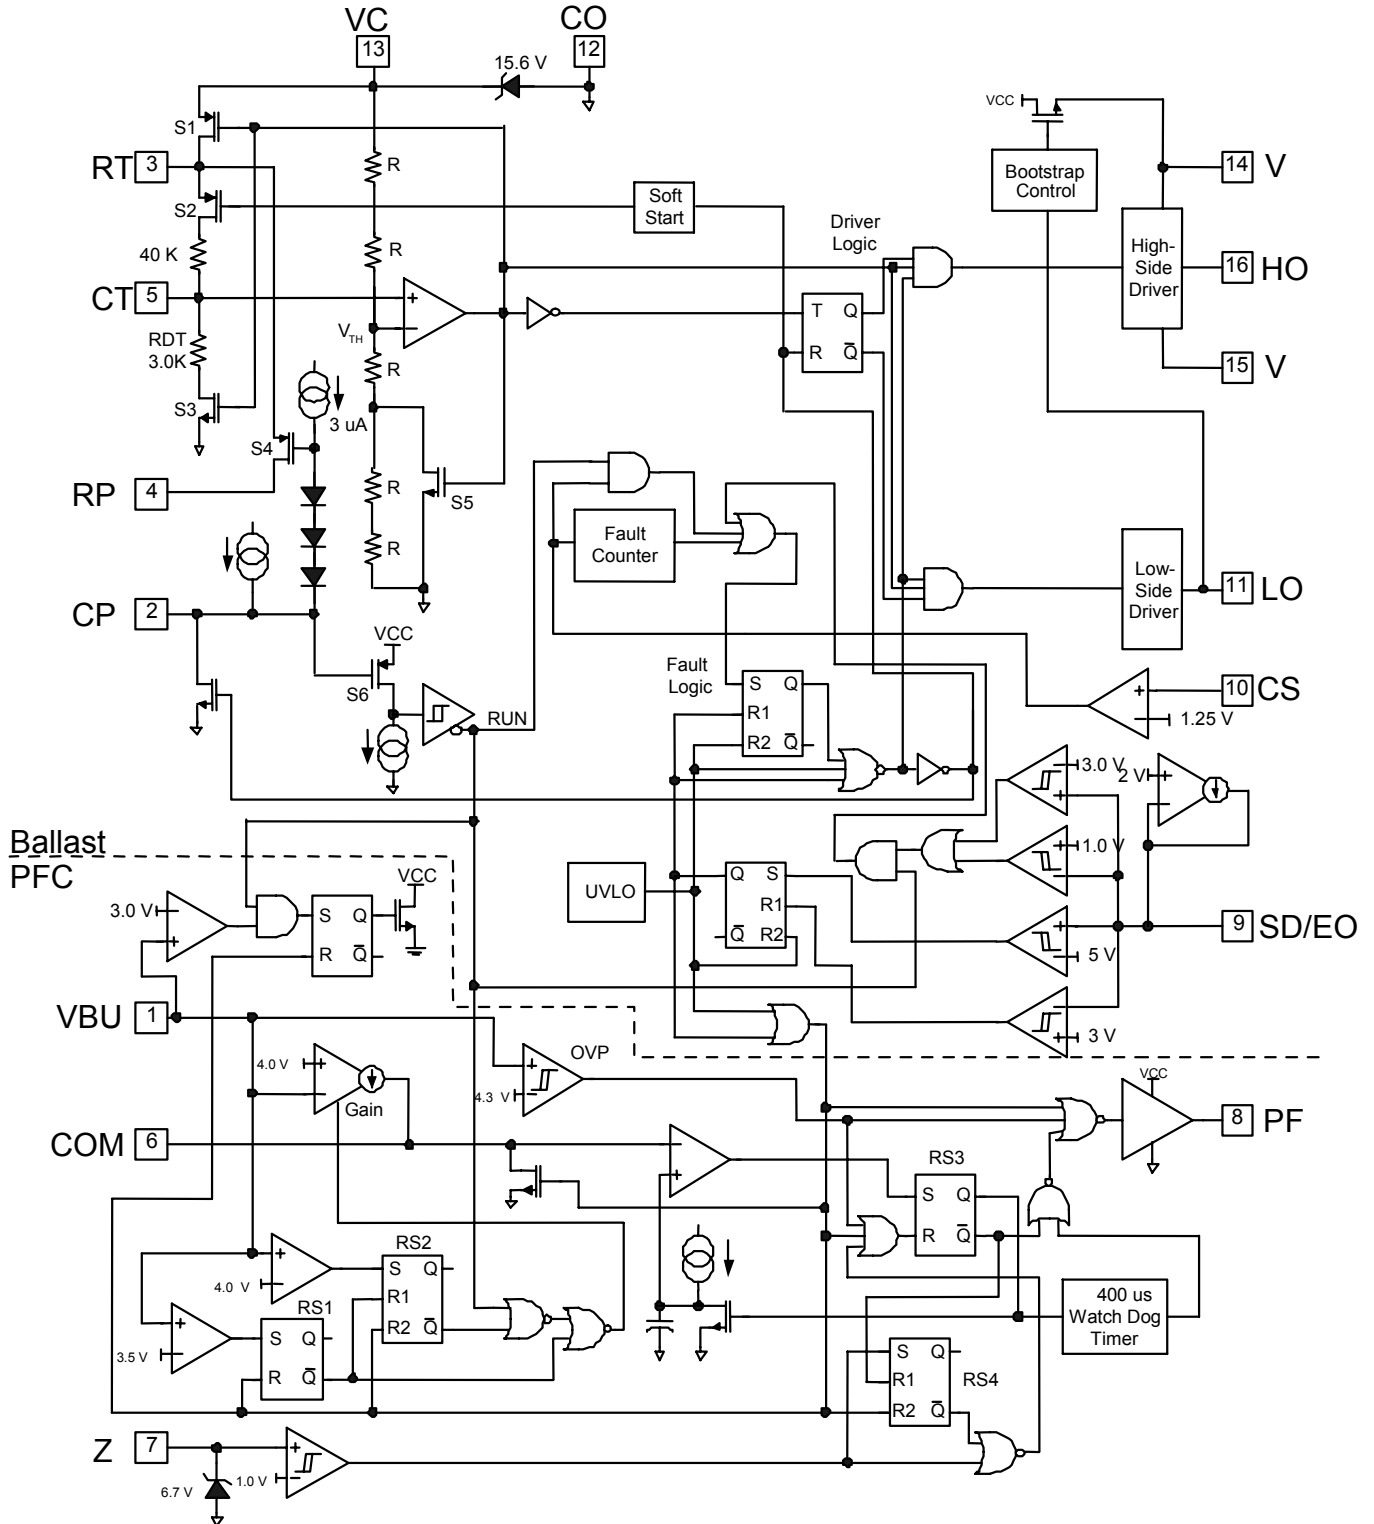 VC
CO
13
12
15.6 V
VCC
S1
R
RT
3
Bootstrap
Control
14
V
S2
Soft
Start
Driver
Logic
40 K
R
High-
Side
Driver
16
HO
CT
5
+
−
V TH
T
Q
R
Q̅
RDT
3.0K
R
15
V
S3
3 uA
S4
RP
4
R
S5
Fault
Counter
R
Low-
Side
Driver
11
LO
CP
2
VCC
S6
RUN
Fault
Logic
S
Q
R1
R2
Q̅
+
−
10
CS
1.25 V
3.0 V
+
−
2 V
+
−
Ballast
PFC
1.0 V
+
−
UVLO
Q
S
R1
Q̅
R2
VCC
3.0 V
−
+
S
Q
R
Q̅
+
−
5 V
9
SD/EO
VBU
1
−
+
3 V
4.0 V
+
−
Gain
OVP
+
−
4.3 V
VCC
8
PF
COM
6
−
+
RS3
S
Q
R
Q̅
RS2
+
−
4.0 V
S
Q
R1
R2
Q̅
RS1
+
−
3.5 V
S
Q
R
Q̅
400 us
Watch Dog
Timer
S
Q
R1
RS4
R2
Q̅
Z
7
+
−
1.0 V
6.7 V